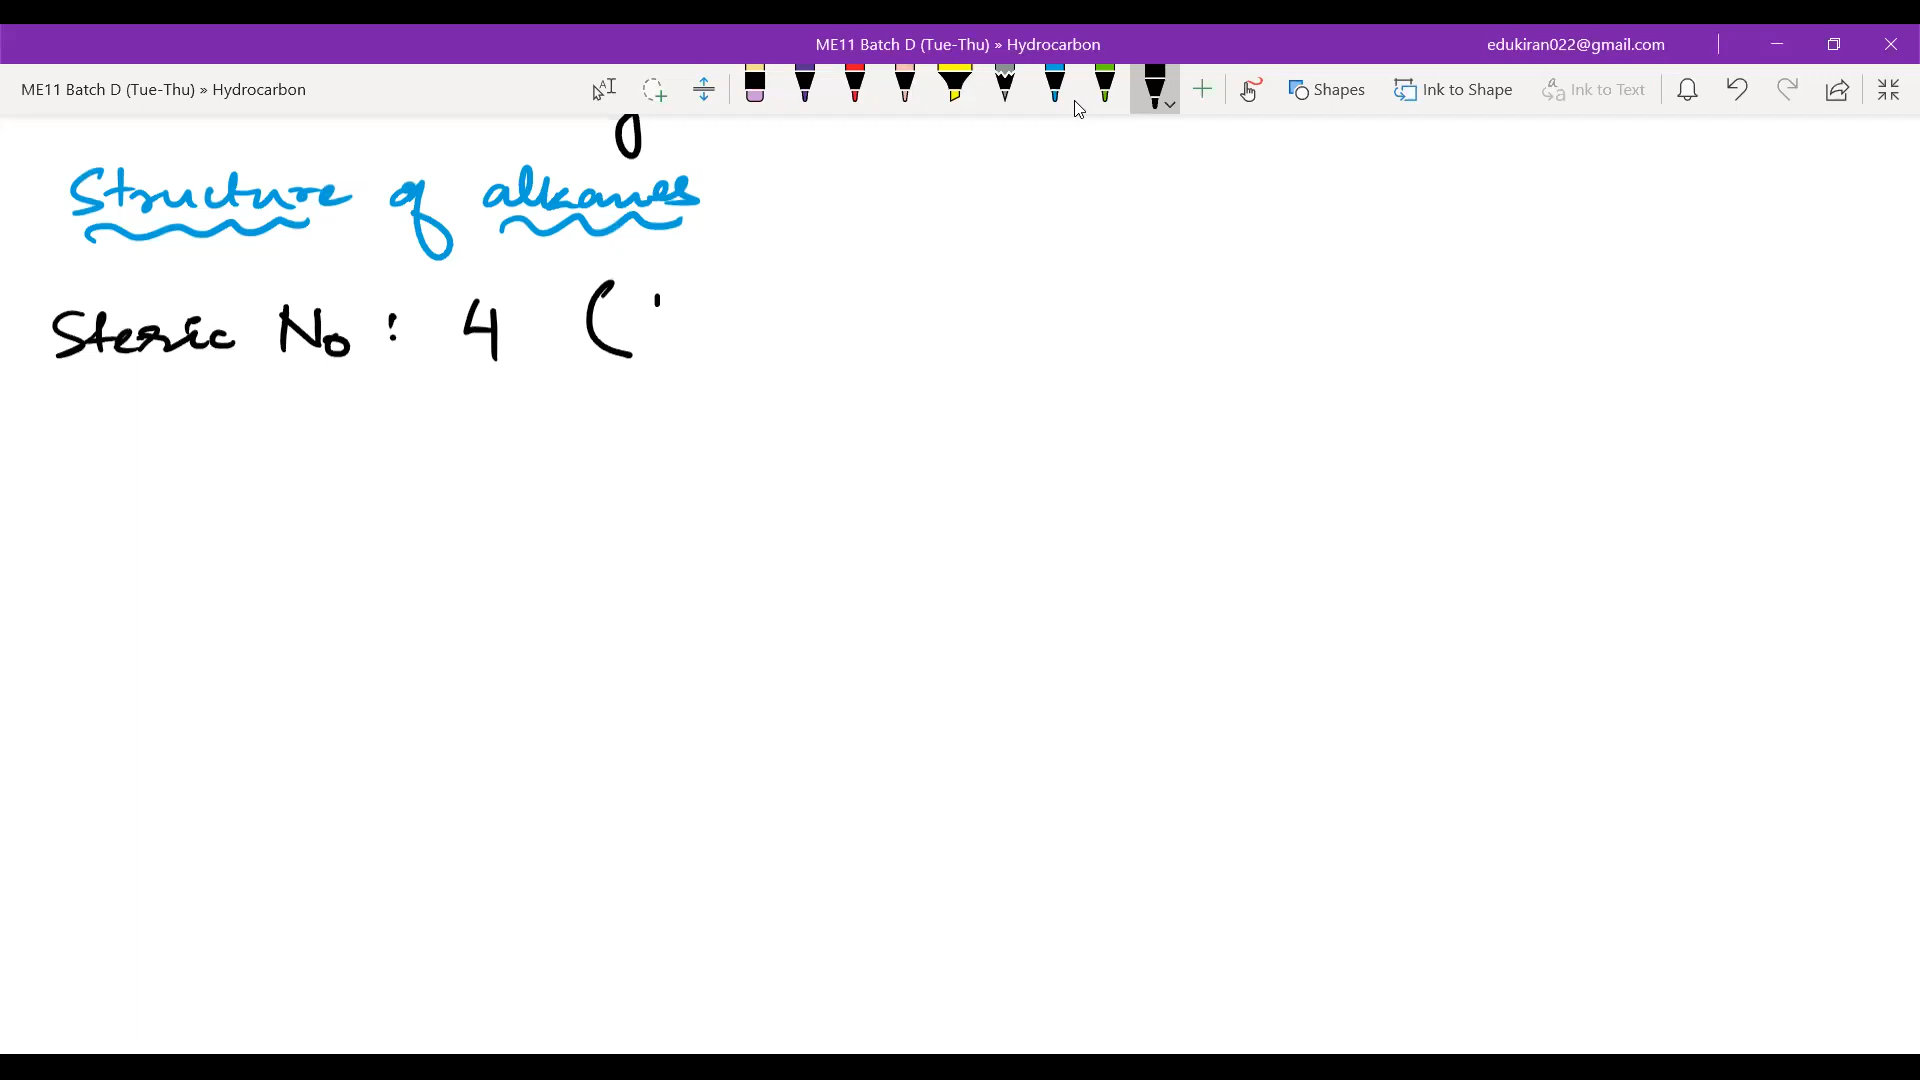 ME11 Batch D (Tue-Thu) » Hydrocarbon
edukiran022@gmail.com
ME11 Batch D (Tue-Thu) » Hydrocarbon
Shapes
Ink to Shape
Ink to Text
Structure of alkanes
Steric No : 4 (